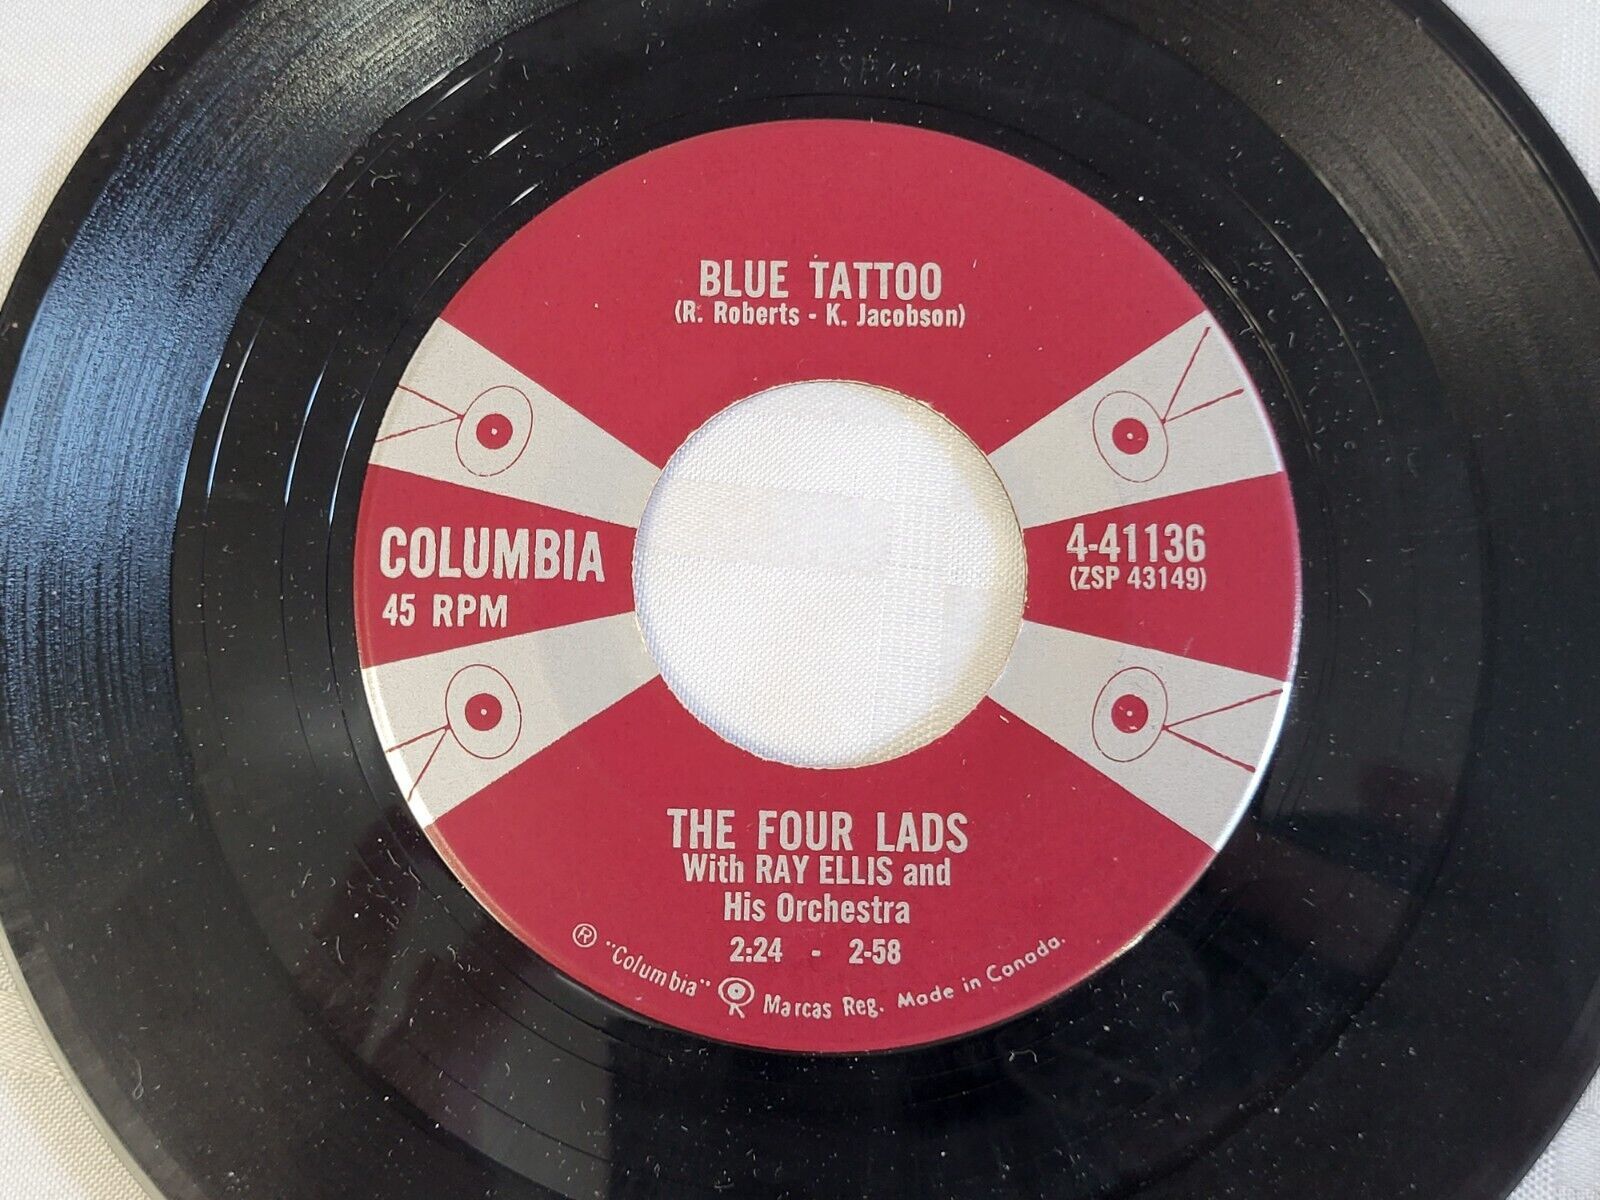 BLUE TATTOO
(R. Roberts - K. Jacobson)
COLUMBIA
45 RPM
4-41136
(ZSP 43149)
THE FOUR LADS
With RAY ELLIS and
His Orchestra
2:24 - 2-58
® "Columbia" Marcas Reg. Made in Canada.